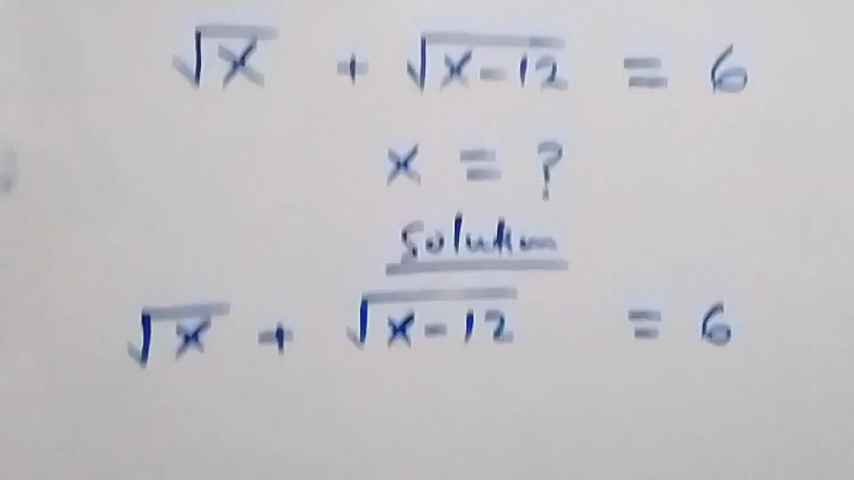 √x + √x-12 = 6
x = ?
Solution
√x + √x-12 = 6